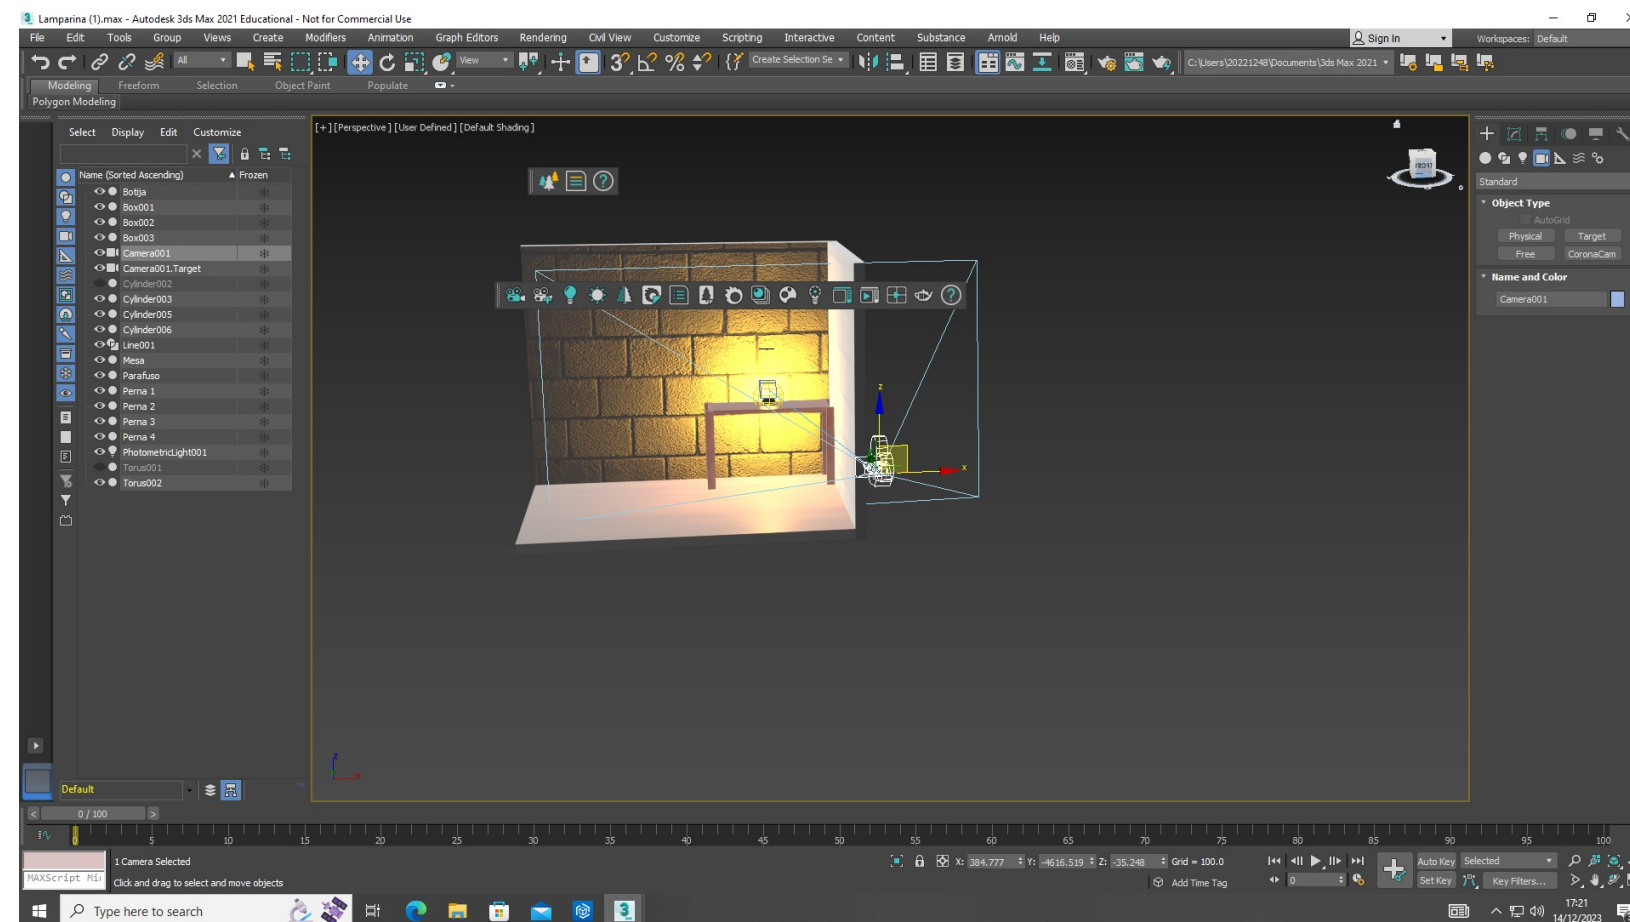 Lamparina (1).max - Autodesk 3ds Max 2021 Educational - Not for Commercial Use
File Edit Tools Group Views Create Modifiers Animation Graph Editors Rendering Civil View Customize Scripting Interactive Content Substance Arnold Help Sign In Workspaces: Default
All View Create Selection Se C:\Users\20221248\Documents\3ds Max 2021
Modeling Freeform Selection Object Paint Populate
Polygon Modeling
Select Display Edit Customize
[+] [Perspective] [User Defined] [Default Shading]
Name (Sorted Ascending) ▲ Frozen
Botija
Box001
Box002
Box003
Camera001
Camera001.Target
Cylinder002
Cylinder003
Cylinder005
Cylinder006
Line001
Mesa
Parafuso
Perna 1
Perna 2
Perna 3
Perna 4
PhotometricLight001
Torus001
Torus002
FRONT
z
x
Standard
Object Type
AutoGrid
Physical Target
Free CoronaCam
Name and Color
Camera001
z
x
Default
0 / 100
0 5 10 15 20 25 30 35 40 45 50 55 60 65 70 75 80 85 90 95 100
1 Camera Selected
X: 384.777 Y: -4616.519 Z: -35.248 Grid = 100.0
Auto Key Selected
MAXScript Mi
Click and drag to select and move objects
Add Time Tag
0
Set Key Key Filters...
Type here to search
17:21
14/12/2023